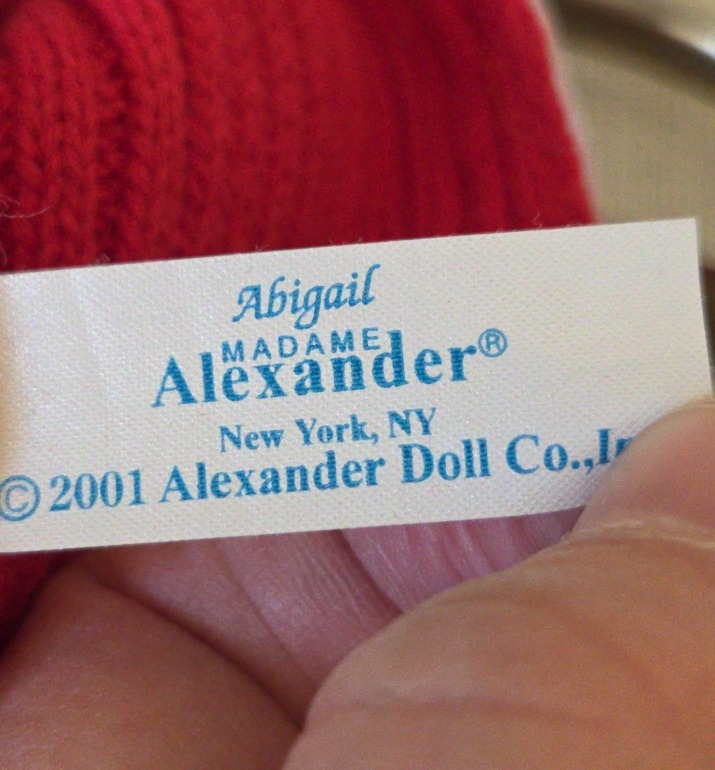 Abigail
MADAME
Alexander®
New York, NY
© 2001 Alexander Doll Co.,